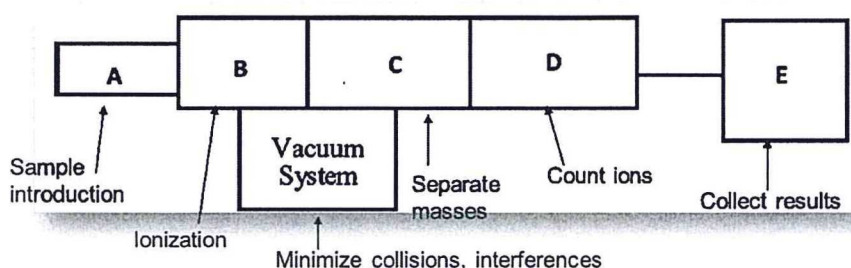 A
B
C
D
E
Vacuum
System
Sample
introduction
Ionization
Separate
masses
Count ions
Collect results
Minimize collisions, interferences